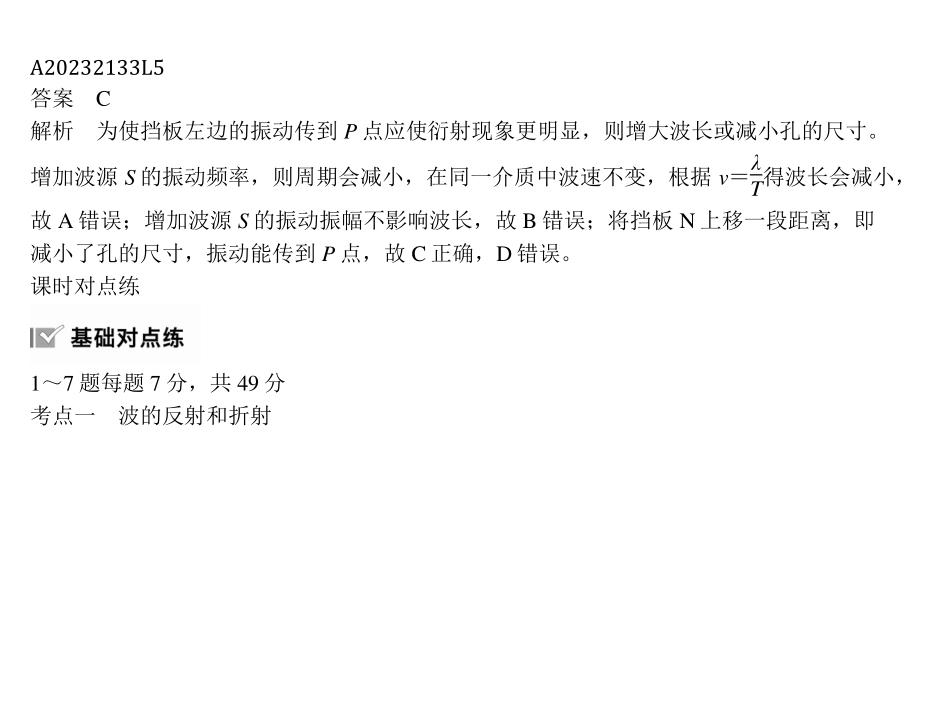 A20232133L5
答案　C
解析　为使挡板左边的振动传到 P 点应使衍射现象更明显，则增大波长或减小孔的尺寸。
增加波源 S 的振动频率，则周期会减小，在同一介质中波速不变，根据 v＝λ/T得波长会减小，
故 A 错误；增加波源 S 的振动振幅不影响波长，故 B 错误；将挡板 N 上移一段距离，即
减小了孔的尺寸，振动能传到 P 点，故 C 正确，D 错误。
课时对点练
基础对点练
1～7 题每题 7 分，共 49 分
考点一　波的反射和折射